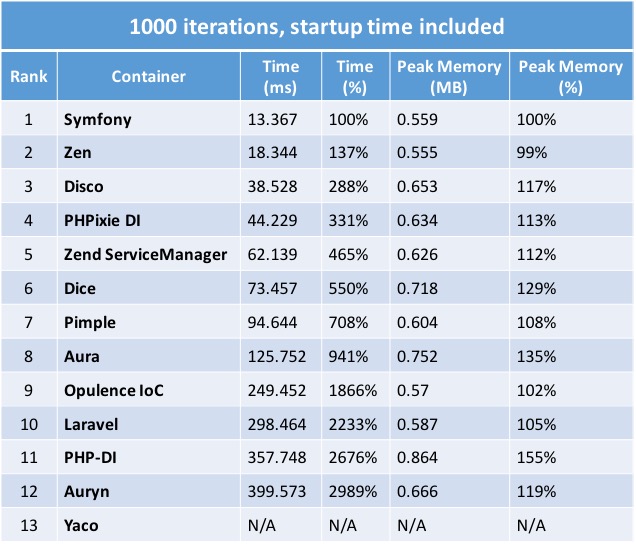 1000 iterations, startup time included
Rank Container Time (ms) Time (%) Peak Memory (MB) Peak Memory (%)
1 Symfony 13.367 100% 0.559 100%
2 Zen 18.344 137% 0.555 99%
3 Disco 38.528 288% 0.653 117%
4 PHPixie DI 44.229 331% 0.634 113%
5 Zend ServiceManager 62.139 465% 0.626 112%
6 Dice 73.457 550% 0.718 129%
7 Pimple 94.644 708% 0.604 108%
8 Aura 125.752 941% 0.752 135%
9 Opulence IoC 249.452 1866% 0.57 102%
10 Laravel 298.464 2233% 0.587 105%
11 PHP-DI 357.748 2676% 0.864 155%
12 Auryn 399.573 2989% 0.666 119%
13 Yaco N/A N/A N/A N/A